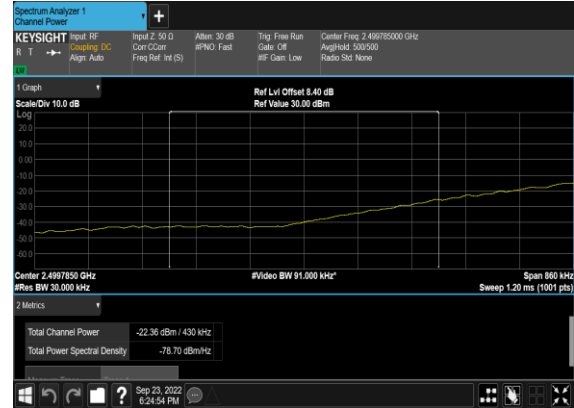 Spectrum Analyzer 1
Channel Power
+
KEYSIGHT
R T
LNI
Input: RF
Coupling: DC
Align: Auto
Input Z: 50 Ω
Corr CCorr
Freq Ref: Int (S)
Atten: 30 dB
#PNO: Fast
Trig: Free Run
Gate: Off
#IF Gain: Low
Center Freq: 2.499785000 GHz
Avg|Hold: 500/500
Radio Std: None
1 Graph
Scale/Div 10.0 dB
Ref Lvl Offset 8.40 dB
Ref Value 30.00 dBm
Log
20.0
10.0
0.00
-10.0
-20.0
-30.0
-40.0
-50.0
-60.0
Center 2.4997850 GHz
#Res BW 30.000 kHz
#Video BW 91.000 kHz*
Span 860 kHz
Sweep 1.20 ms (1001 pts)
2 Metrics
Total Channel Power -22.36 dBm / 430 kHz
Total Power Spectral Density -78.70 dBm/Hz
?
Sep 23, 2022
6:24:54 PM